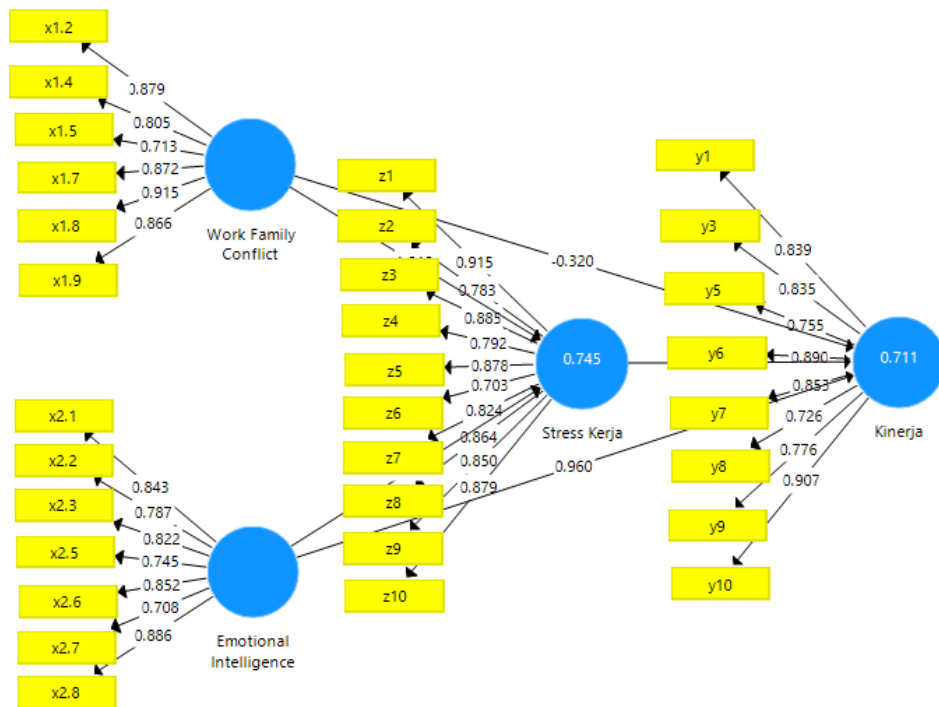 x1.2
x1.4
x1.5
x1.7
x1.8
x1.9
0.879
0.805
0.713
0.872
0.915
0.866
Work Family
Conflict
x2.1
x2.2
x2.3
x2.5
x2.6
x2.7
x2.8
0.843
0.787
0.822
0.745
0.852
0.708
0.886
Emotional
Intelligence
z1
z2
z3
z4
z5
z6
z7
z8
z9
z10
0.915
0.783
0.885
0.792
0.878
0.703
0.824
0.864
0.850
0.879
0.745
Stress Kerja
-0.320
0.960
y1
y3
y5
y6
y7
y8
y9
y10
0.839
0.835
0.755
0.890
0.853
0.726
0.776
0.907
0.711
Kinerja